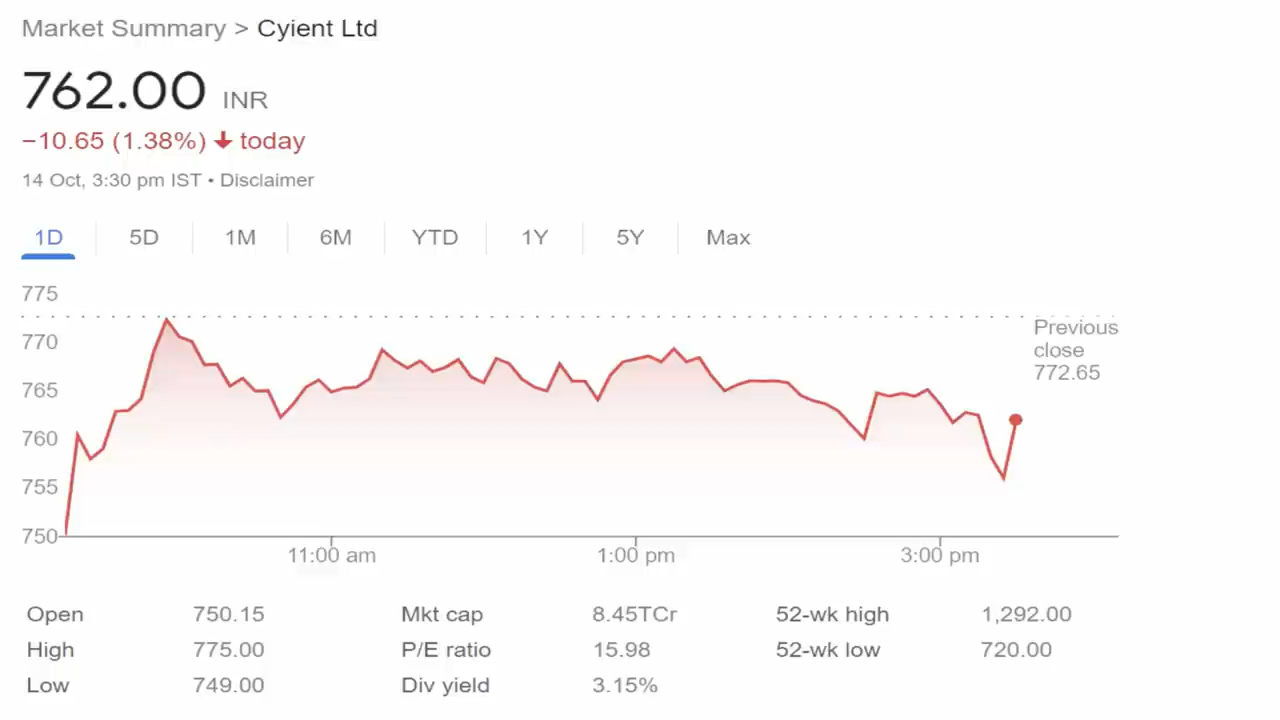 Market Summary > Cyient Ltd
762.00 INR
−10.65 (1.38%) ↓ today
14 Oct, 3:30 pm IST • Disclaimer
1D 5D 1M 6M YTD 1Y 5Y Max
775
770
765
760
755
750
Previous
close
772.65
11:00 am 1:00 pm 3:00 pm
Open 750.15 Mkt cap 8.45TCr 52-wk high 1,292.00
High 775.00 P/E ratio 15.98 52-wk low 720.00
Low 749.00 Div yield 3.15%